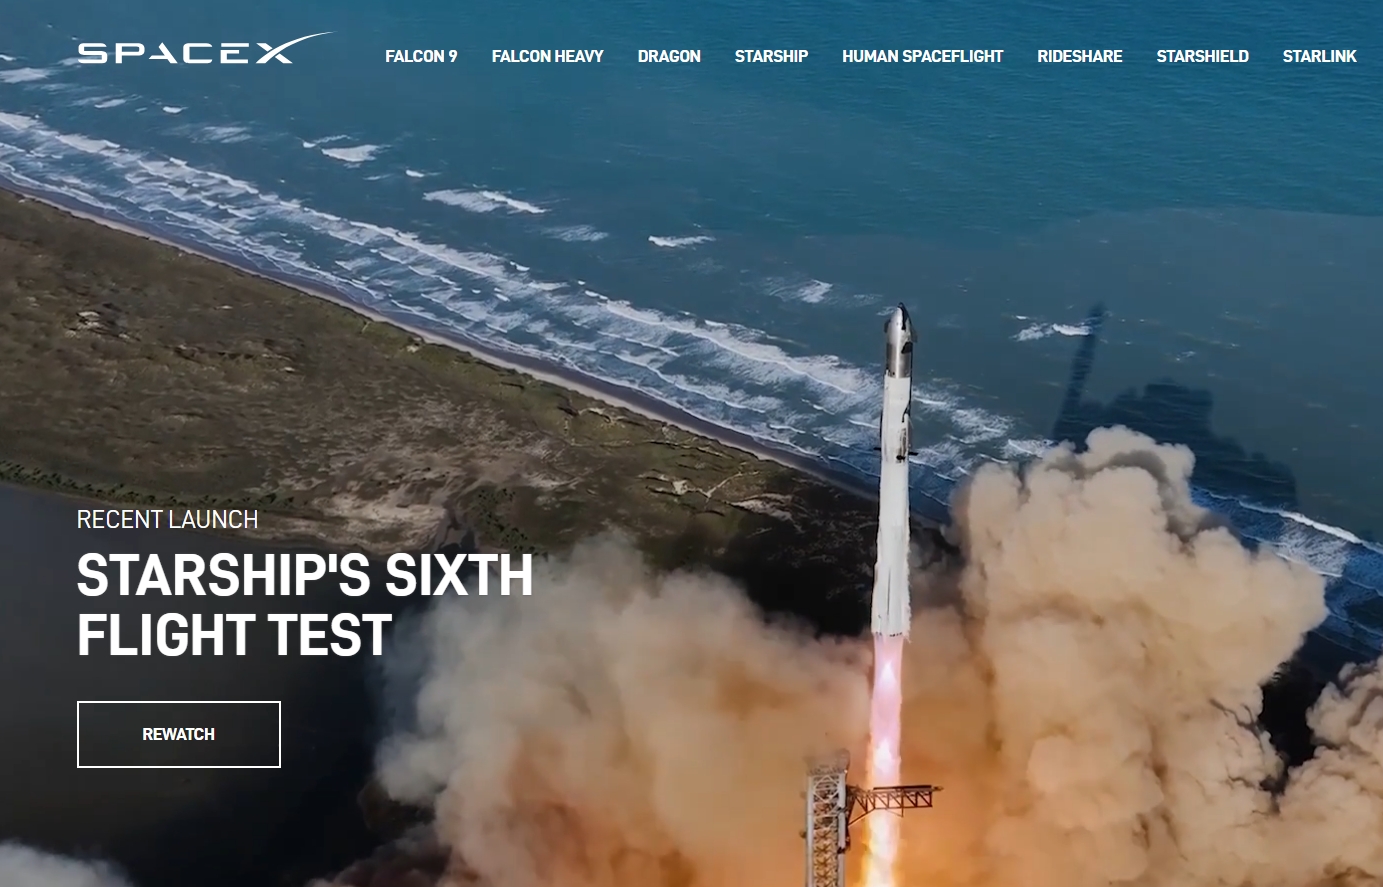 SPACEX
FALCON 9 FALCON HEAVY DRAGON STARSHIP HUMAN SPACEFLIGHT RIDESHARE STARSHIELD STARLINK
RECENT LAUNCH
STARSHIP'S SIXTH
FLIGHT TEST
REWATCH